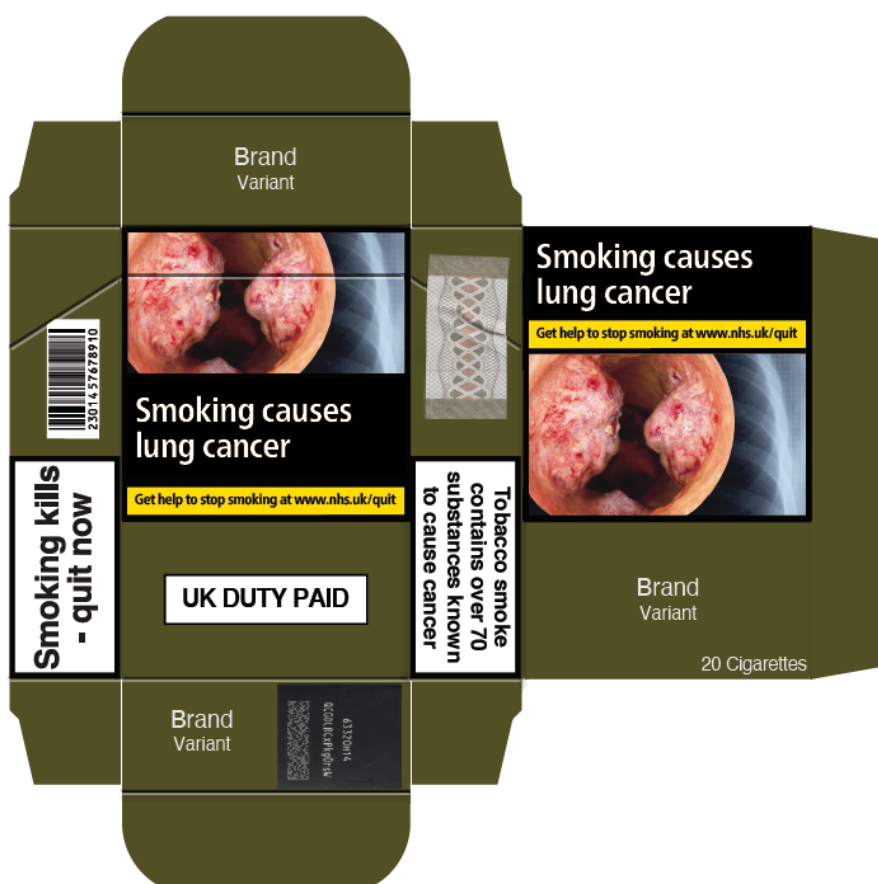 Brand
Variant
Smoking causes
lung cancer
Get help to stop smoking at www.nhs.uk/quit
Smoking causes
lung cancer
Get help to stop smoking at www.nhs.uk/quit
2301457678910
Smoking kills
- quit now
UK DUTY PAID
Tobacco smoke
contains over 70
substances known
to cause cancer
Brand
Variant
20 Cigarettes
Brand
Variant
6332OH14